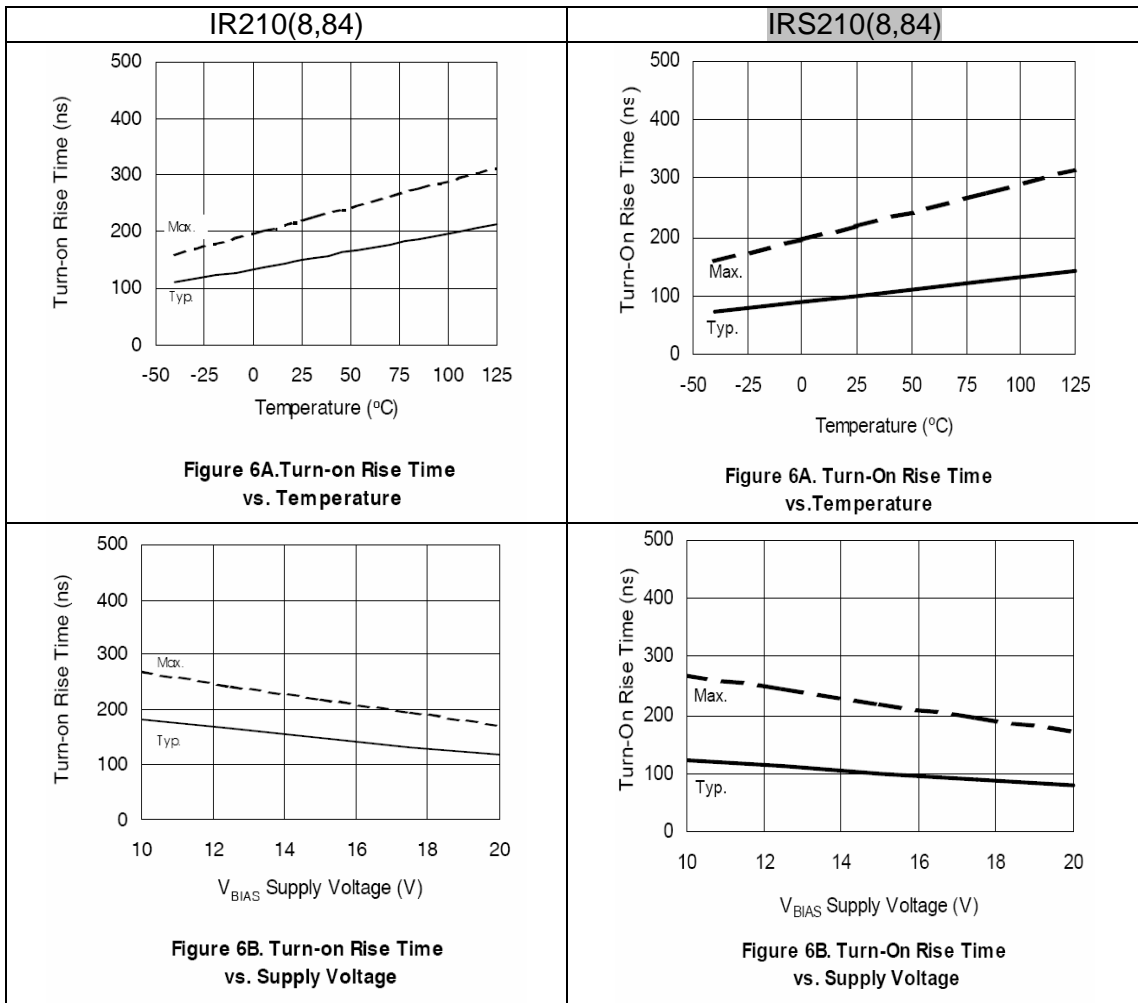 IR210(8,84)
IRS210(8,84)
Turn-on Rise Time (ns)
500
400
300
200
100
0
Max.
Typ.
-50 -25 0 25 50 75 100 125
Temperature (ºC)
Figure 6A.Turn-on Rise Time
vs. Temperature
Turn-On Rise Time (ns)
500
400
300
200
100
0
Max.
Typ.
-50 -25 0 25 50 75 100 125
Temperature (ºC)
Figure 6A. Turn-On Rise Time
vs.Temperature
Turn-on Rise Time (ns)
500
400
300
200
100
0
Max.
Typ.
10 12 14 16 18 20
VBIAS Supply Voltage (V)
Figure 6B. Turn-on Rise Time
vs. Supply Voltage
Turn-On Rise Time (ns)
500
400
300
200
100
0
Max.
Typ.
10 12 14 16 18 20
VBIAS Supply Voltage (V)
Figure 6B. Turn-On Rise Time
vs. Supply Voltage